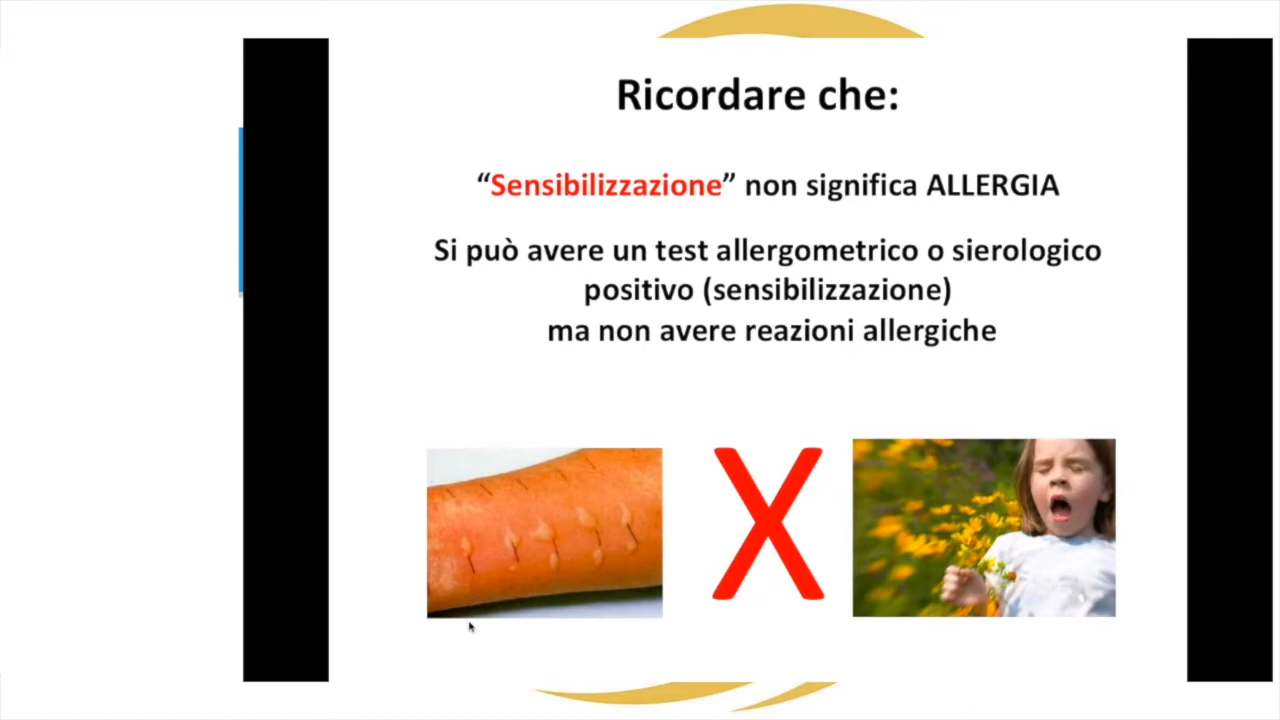 Ricordare che:
“Sensibilizzazione” non significa ALLERGIA
Si può avere un test allergometrico o sierologico
positivo (sensibilizzazione)
ma non avere reazioni allergiche
X